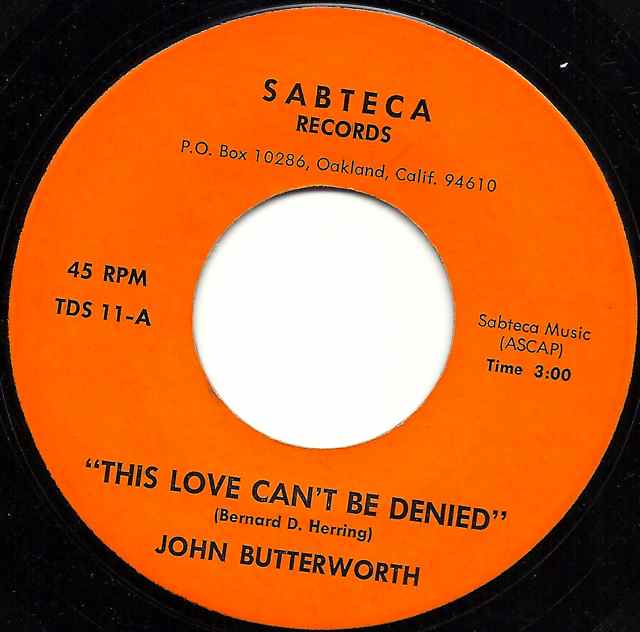 SABTECA
RECORDS
P.O. Box 10286, Oakland, Calif. 94610
45 RPM
TDS 11-A
Sabteca Music
(ASCAP)
Time 3:00
"THIS LOVE CAN'T BE DENIED"
(Bernard D. Herring)
JOHN BUTTERWORTH